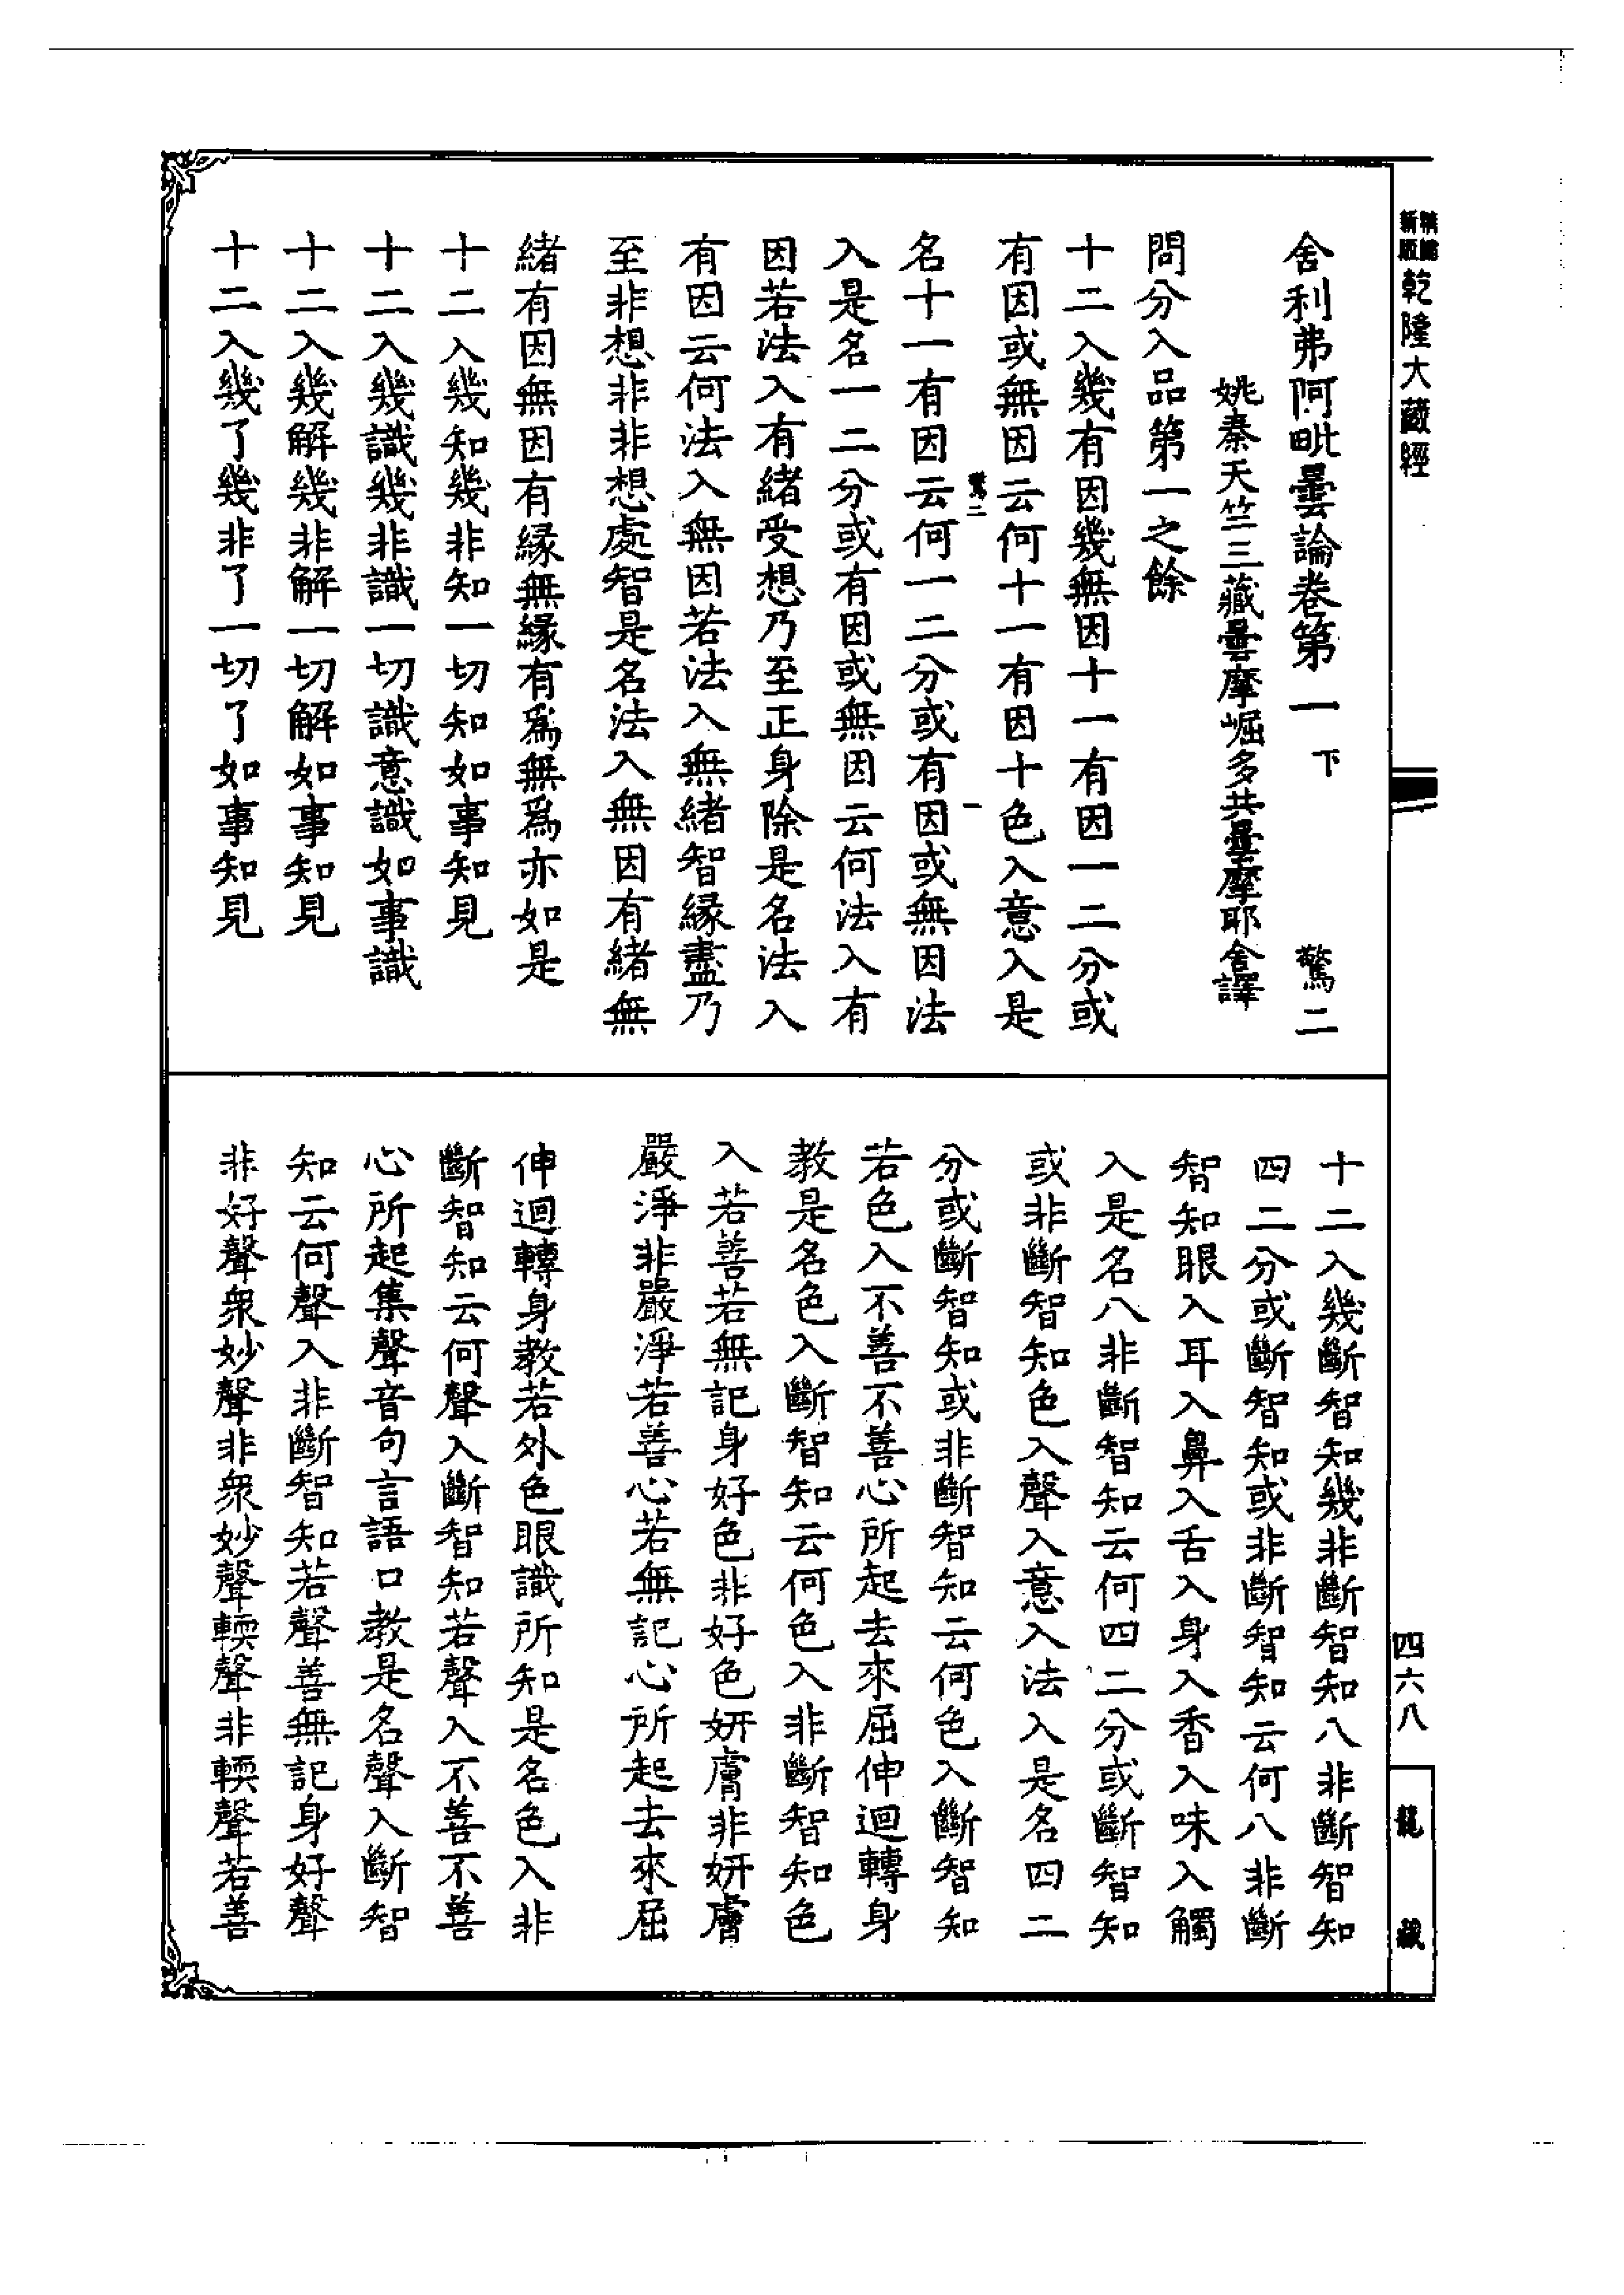 精縮新版乾隆大藏經
舍利弗阿毗曇論卷第一下 驚二
姚秦天竺三藏曇摩崛多共曇摩耶舍譯
問分入品第一之餘
十二入幾有因幾無因十一有因一二分或
有因或無因云何十一有因十色入意入是
驚二 一
名十一有因云何一二分或有因或無因法
入是名一二分或有因或無因云何法入有
因若法入有緒受想乃至正身除是名法入
有因云何法入無因若法入無緒智緣盡乃
至非想非非想處智是名法入無因有緒無
緒有因無因有緣無緣有爲無爲亦如是
十二入幾知幾非知一切知如事知見
十二入幾識幾非識一切識意識如事識
十二入幾解幾非解一切解如事知見
十二入幾了幾非了一切了如事知見
十二入幾斷智知幾非斷智知八非斷智知
四二分或斷智知或非斷智知云何八非斷
智知眼入耳入鼻入舌入身入香入味入觸
入是名八非斷智知云何四二分或斷智知
或非斷智知色入聲入意入法入是名四二
分或斷智知或非斷智知云何色入斷智知
若色入不善不善心所起去來屈伸迴轉身
教是名色入斷智知云何色入非斷智知色
入若善若無記身好色非好色妍膚非妍膚
嚴淨非嚴淨若善心若無記心所起去來屈
伸迴轉身教若外色眼識所知是名色入非
斷智知云何聲入斷智知若聲入不善不善
心所起集聲音句言語口教是名聲入斷智
知云何聲入非斷智知若聲善無記身好聲
非好聲衆妙聲非衆妙聲輭聲非輭聲若善
四六八
龍藏